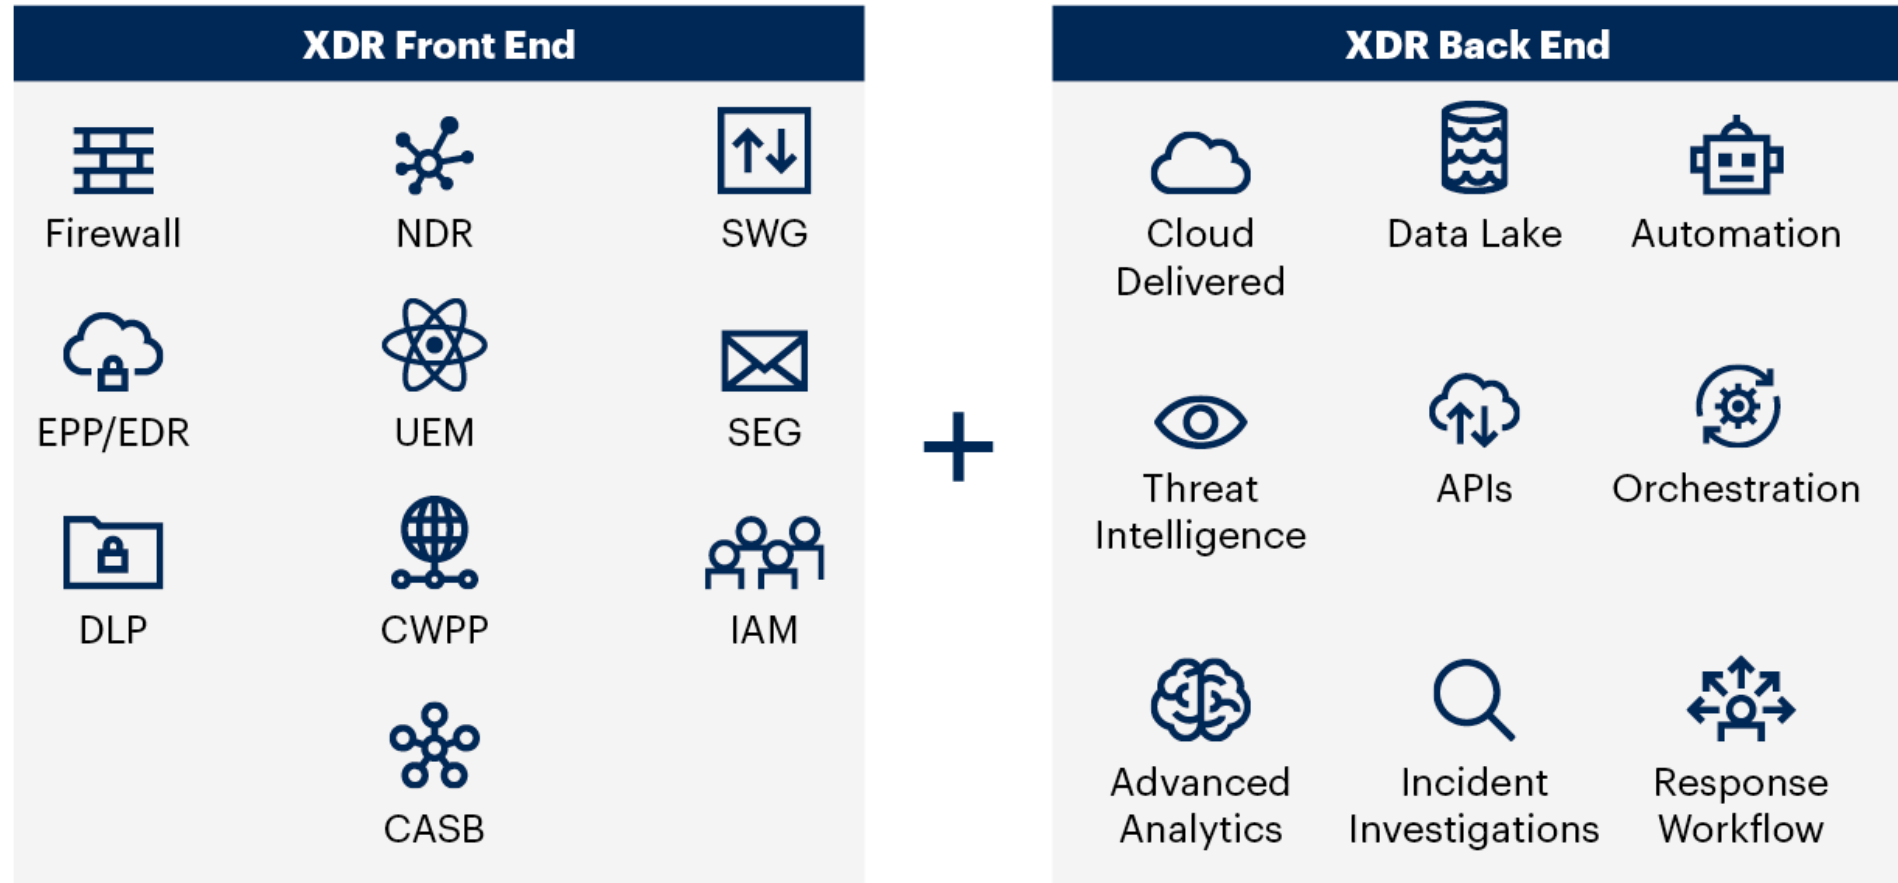 XDR Front End
Firewall
NDR
SWG
EPP/EDR
UEM
SEG
DLP
CWPP
IAM
CASB
XDR Back End
Cloud
Delivered
Data Lake
Automation
Threat
Intelligence
APIs
Orchestration
Advanced
Analytics
Incident
Investigations
Response
Workflow